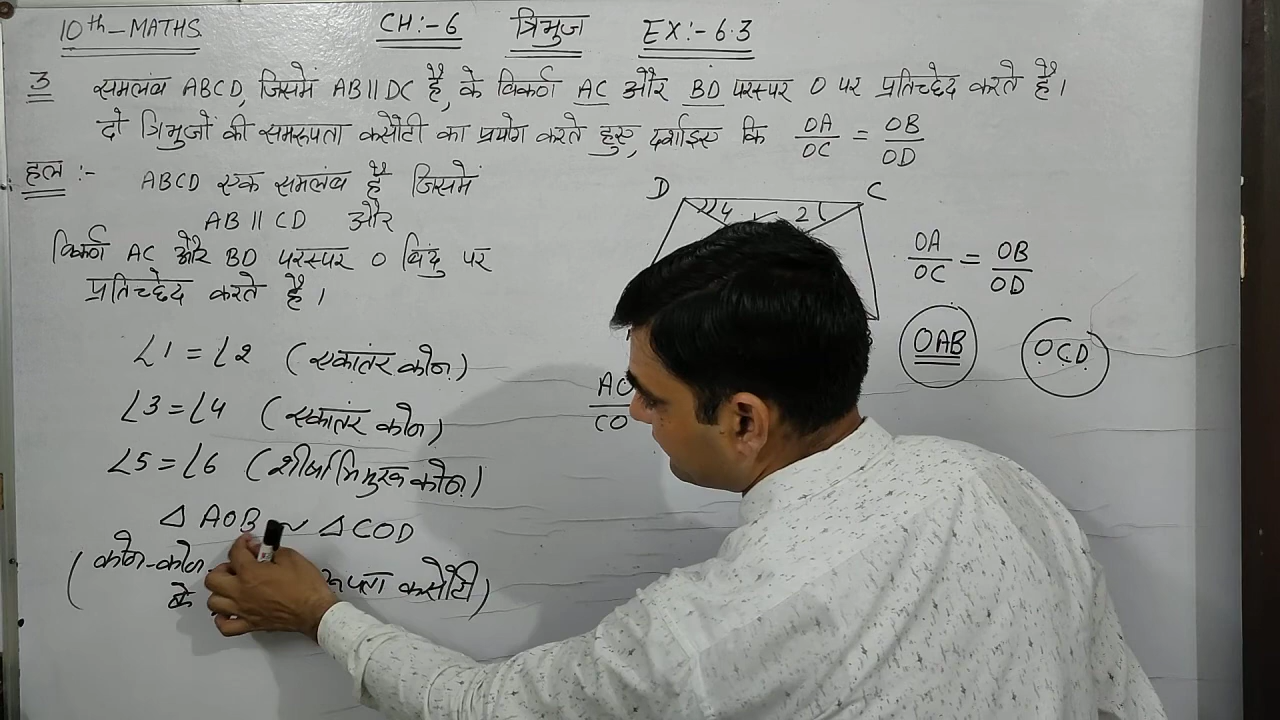 10th-MATHS CH:-6 त्रिभुज EX:-6.3
3 समलंब ABCD, जिसमें AB॥DC है, के विकर्ण AC और BD परस्पर O पर प्रतिच्छेद करते हैं।
दो त्रिभुजों की समरूपता कसौटी का प्रयोग करते हुए, दर्शाइए कि OA/OC = OB/OD
हल :-
ABCD एक समलंब है जिसमें
AB || CD और
विकर्ण AC और BD परस्पर O बिंदु पर
प्रतिच्छेद करते हैं।
∠1 = ∠2 (एकांतर कोण)
∠3 = ∠4 (एकांतर कोण)
∠5 = ∠6 (शीर्षाभिमुख कोण)
△ AOB ~ △COD
(कोण-कोण
के कसौटी)
D C
4 2
OA/OC = OB/OD
OAB OCD
AO
CO